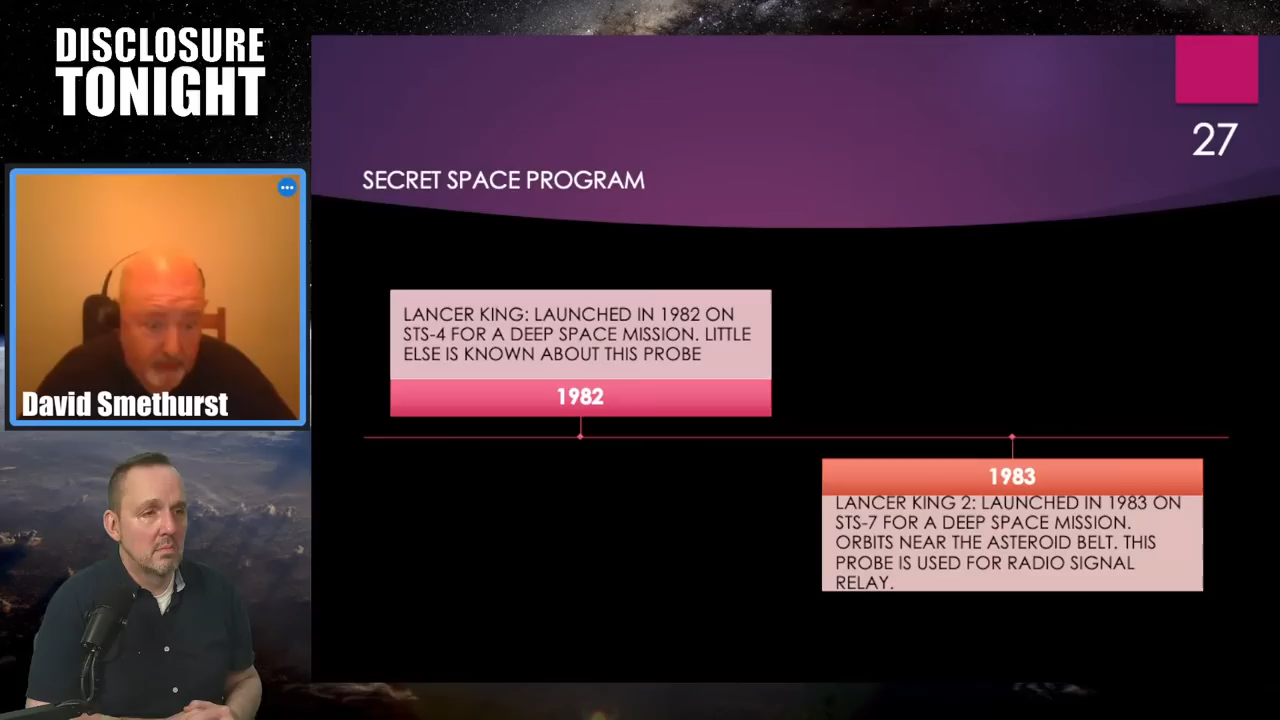 DISCLOSURE
TONIGHT
27
SECRET SPACE PROGRAM
LANCER KING: LAUNCHED IN 1982 ON
STS-4 FOR A DEEP SPACE MISSION. LITTLE
ELSE IS KNOWN ABOUT THIS PROBE
1982
David Smethurst
1983
LANCER KING 2: LAUNCHED IN 1983 ON
STS-7 FOR A DEEP SPACE MISSION.
ORBITS NEAR THE ASTEROID BELT. THIS
PROBE IS USED FOR RADIO SIGNAL
RELAY.